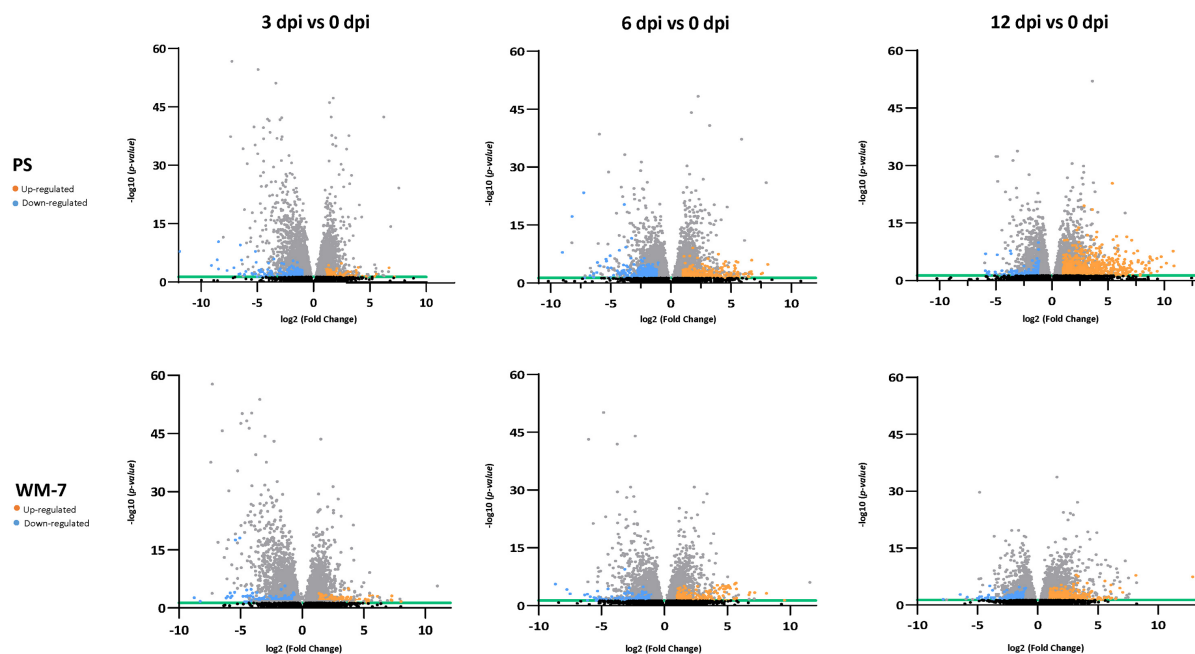 3 dpi vs 0 dpi
6 dpi vs 0 dpi
12 dpi vs 0 dpi
PS
Up-regulated
Down-regulated
-log10 (p-value)
60
45
30
15
0
-10
-5
0
5
10
log2 (Fold Change)
-log10 (p-value)
60
45
30
15
0
-10
-5
0
5
10
log2 (Fold Change)
-log10 (p-value)
60
45
30
15
0
-10
-5
0
5
10
log2 (Fold Change)
WM-7
Up-regulated
Down-regulated
-log10 (p-value)
60
45
30
15
0
-10
-5
0
5
10
log2 (Fold Change)
-log10 (p-value)
60
45
30
15
0
-10
-5
0
5
10
log2 (Fold Change)
-log10 (p-value)
60
45
30
15
0
-10
-5
0
5
10
log2 (Fold Change)